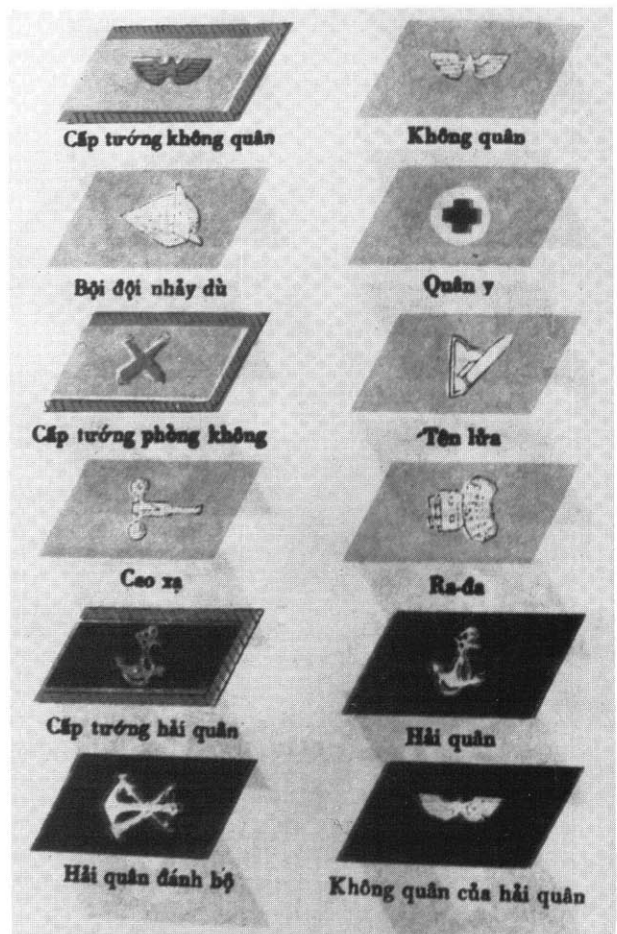 Cấp tướng không quân
Không quân
Bội đội nhảy dù
Quân y
Cấp tướng phòng không
Tên lửa
Cao xạ
Ra-đa
Cấp tướng hải quân
Hải quân
Hải quân đánh bộ
Không quân của hải quân